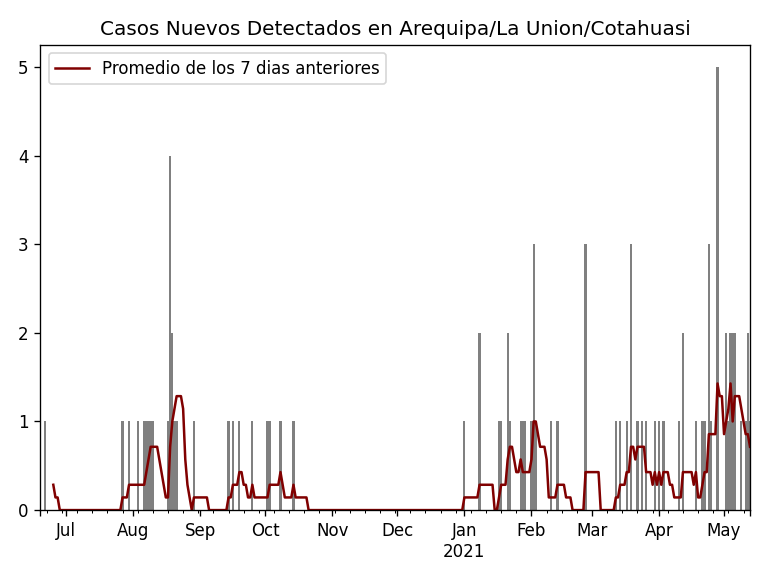 Casos Nuevos Detectados en Arequipa/La Union/Cotahuasi
Promedio de los 7 dias anteriores
5
4
3
2
1
0
Jul Aug Sep Oct Nov Dec Jan Feb Mar Apr May
2021